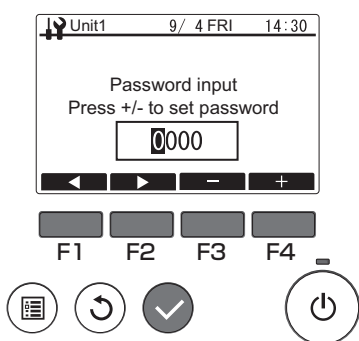 Unit1 9/ 4 FRI 14:30
Password input
Press +/- to set password
0000
− +
F1 F2 F3 F4